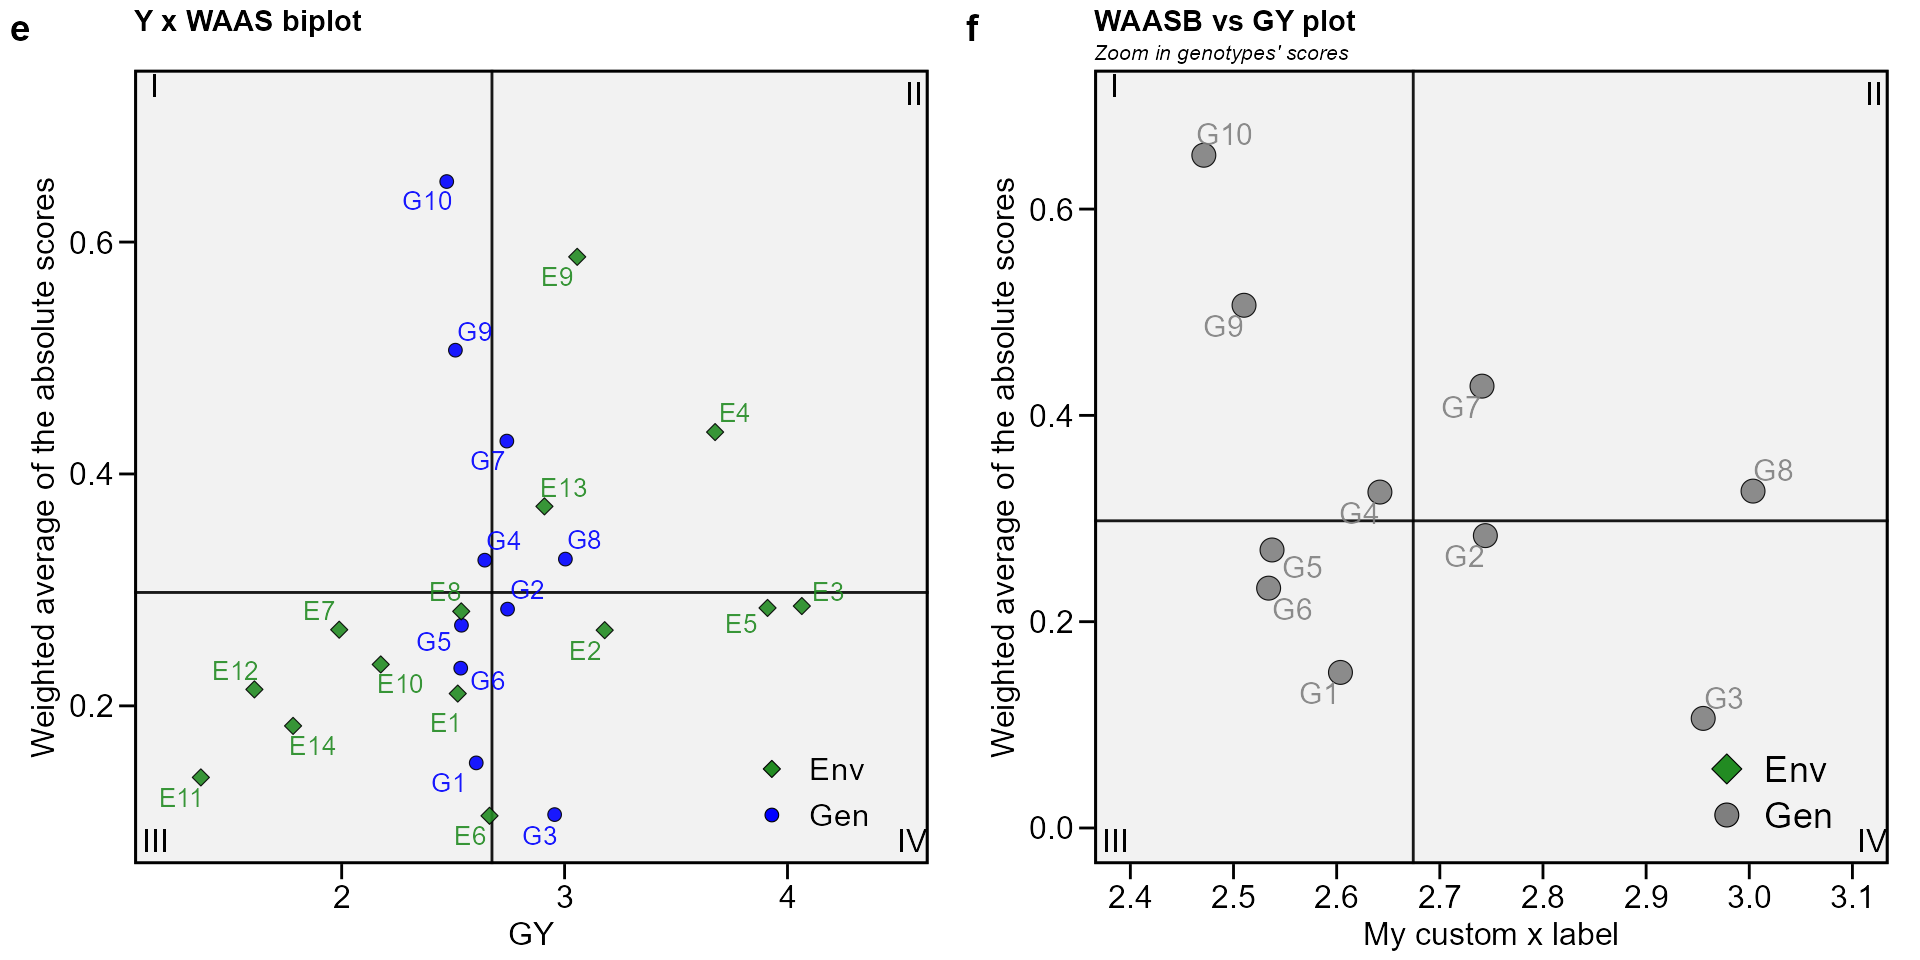 e
Y x WAAS biplot
I
II
G10
E9
G9
E4
G7
E13
G4
G8
E8
G2
E3
E7
E5
G5
E2
E12
G6
E10
E1
E14
G1
E11
E6
G3
Env
Gen
III
IV
0.6
0.4
0.2
Weighted average of the absolute scores
2
3
4
GY
f
WAASB vs GY plot
Zoom in genotypes' scores
I
II
G10
G9
G7
G8
G4
G2
G5
G6
G1
G3
Env
Gen
III
IV
0.6
0.4
0.2
0.0
Weighted average of the absolute scores
2.4
2.5
2.6
2.7
2.8
2.9
3.0
3.1
My custom x label